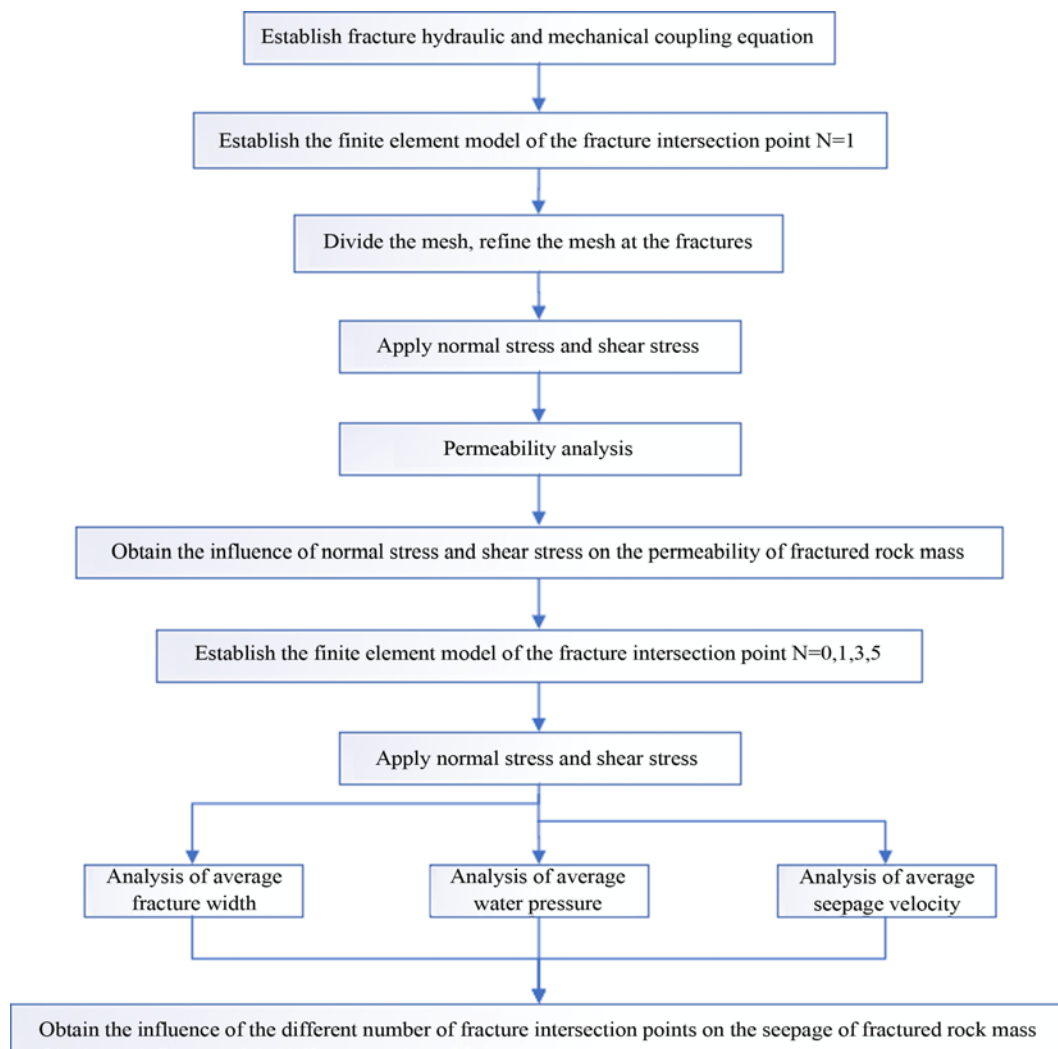 Establish fracture hydraulic and mechanical coupling equation
Establish the finite element model of the fracture intersection point N=1
Divide the mesh, refine the mesh at the fractures
Apply normal stress and shear stress
Permeability analysis
Obtain the influence of normal stress and shear stress on the permeability of fractured rock mass
Establish the finite element model of the fracture intersection point N=0,1,3,5
Apply normal stress and shear stress
Analysis of average
fracture width
Analysis of average
water pressure
Analysis of average
seepage velocity
Obtain the influence of the different number of fracture intersection points on the seepage of fractured rock mass